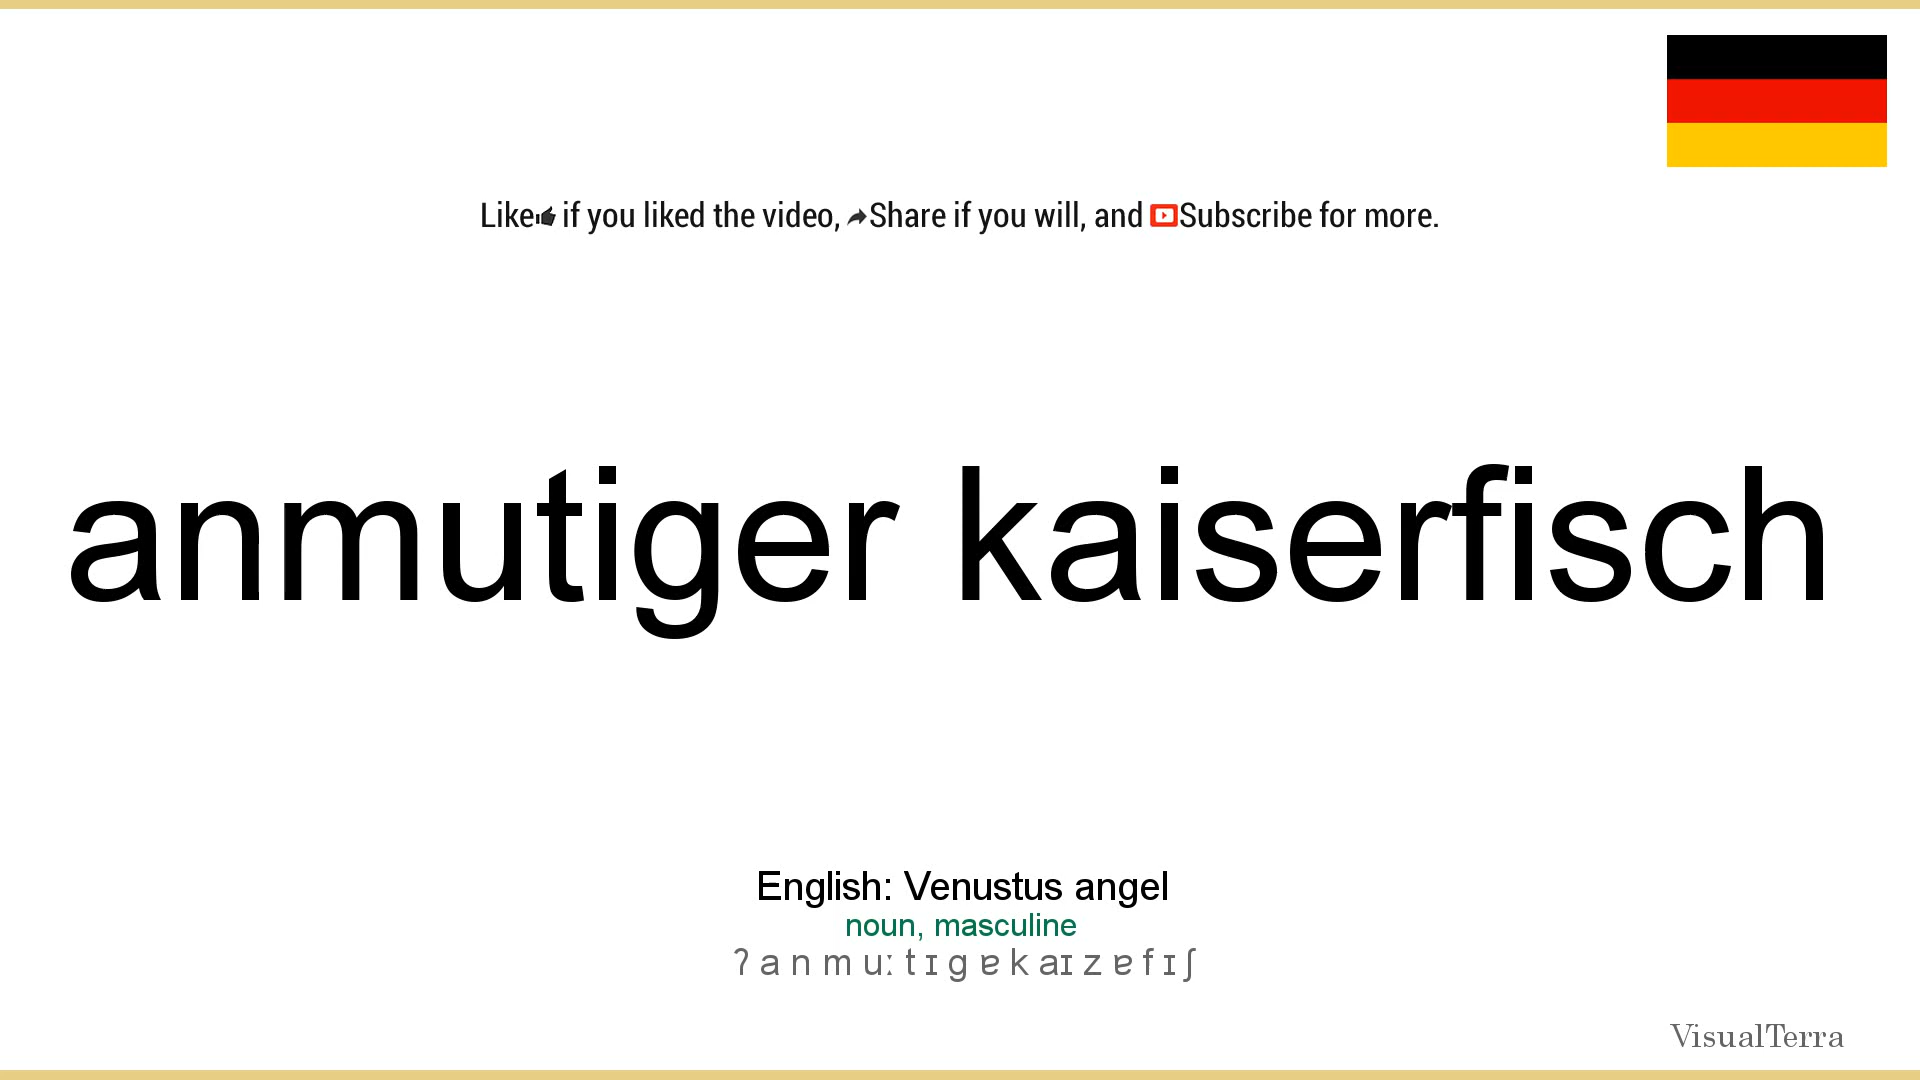 Like if you liked the video, Share if you will, and Subscribe for more.
anmutiger kaiserfisch
English: Venustus angel
noun, masculine
ʔ a n m uː t ɪ g ɐ k aɪ z ɐ f ɪ ʃ
VisualTerra